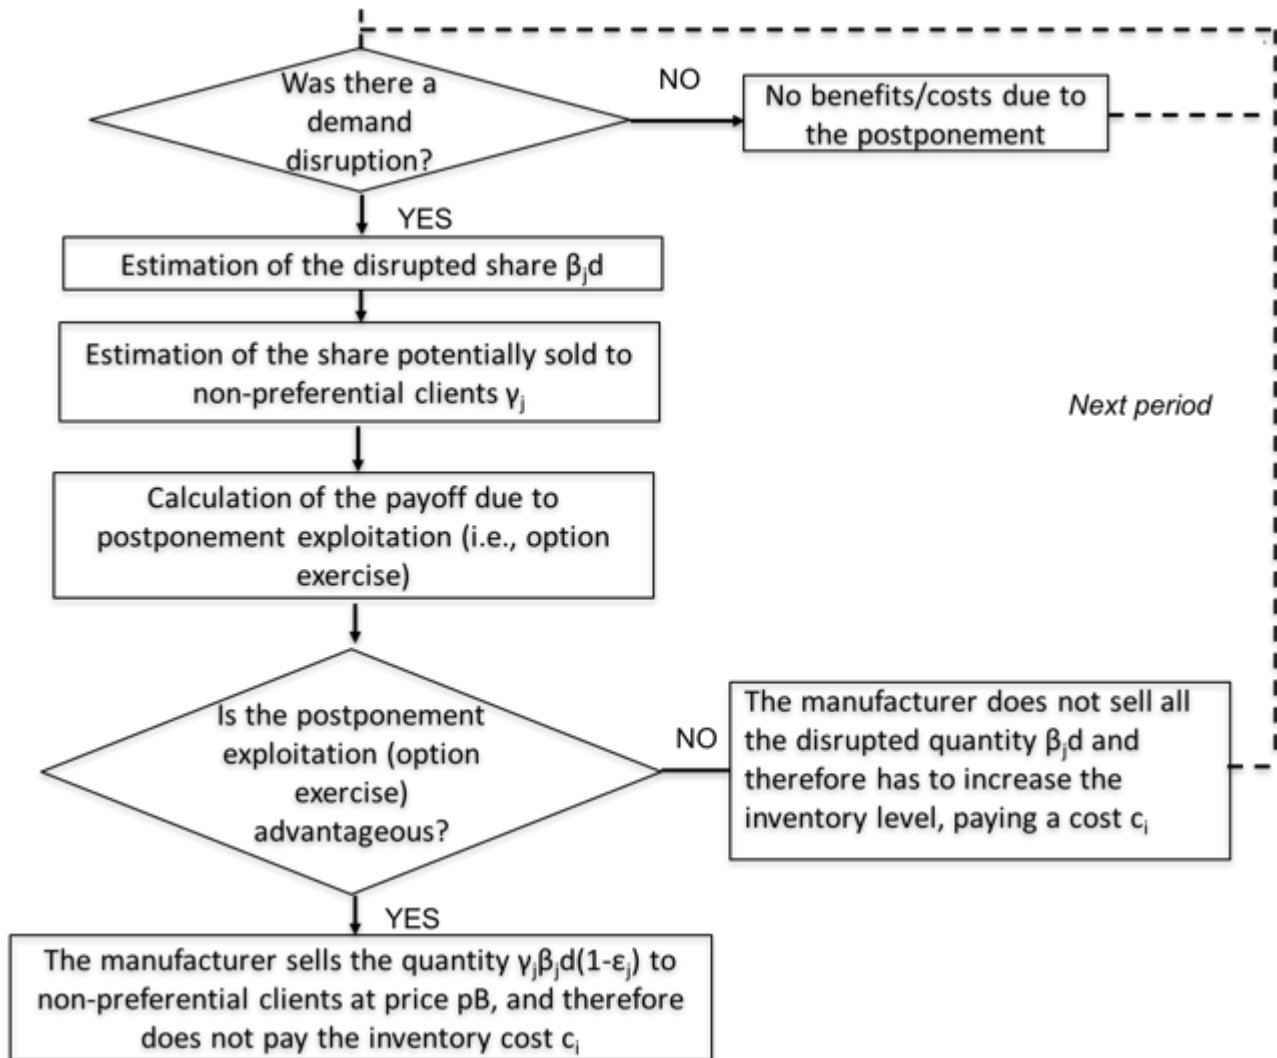 Was there a
demand
disruption?
NO
No benefits/costs due to
the postponement
YES
Estimation of the disrupted share βⱼd
Estimation of the share potentially sold to
non-preferential clients γⱼ
Next period
Calculation of the payoff due to
postponement exploitation (i.e., option
exercise)
Is the postponement
exploitation (option
exercise)
advantageous?
NO
The manufacturer does not sell all
the disrupted quantity βⱼd and
therefore has to increase the
inventory level, paying a cost cᵢ
YES
The manufacturer sells the quantity γⱼβⱼd(1-εⱼ) to
non-preferential clients at price pB, and therefore
does not pay the inventory cost cᵢ